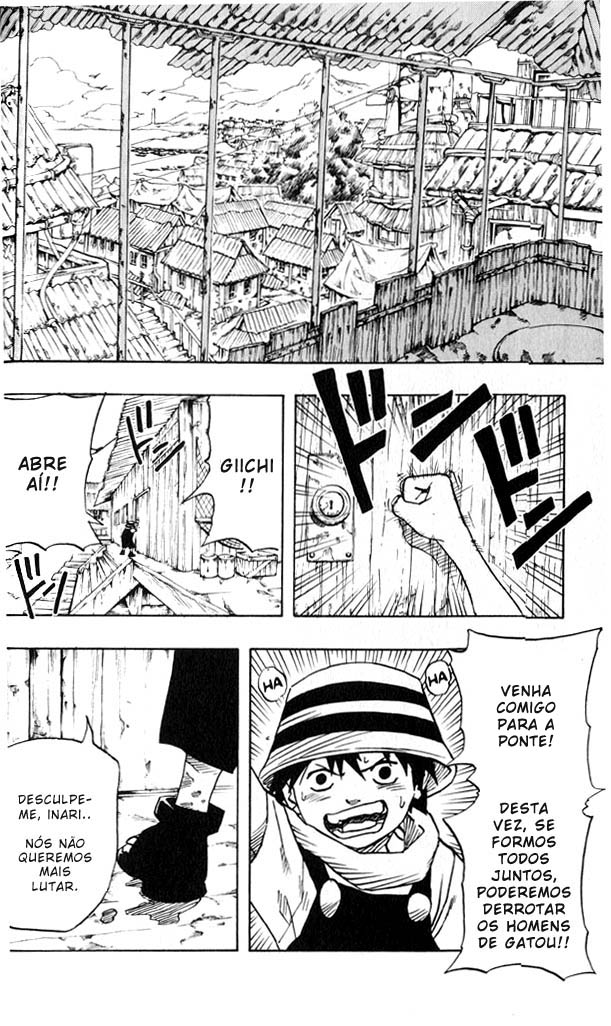 ドン
ド
GIICHI
!!
ABRE
AÍ!!
ドン
ドン
VENHA
COMIGO
PARA A
PONTE!
DESTA
VEZ, SE
FORMOS
TODOS
JUNTOS,
PODEREMOS
DERROTAR
OS HOMENS
DE GATOU!!
HA
HA
DESCULPE-
ME, INARI..
NÓS NÃO
QUEREMOS
MAIS
LUTAR.